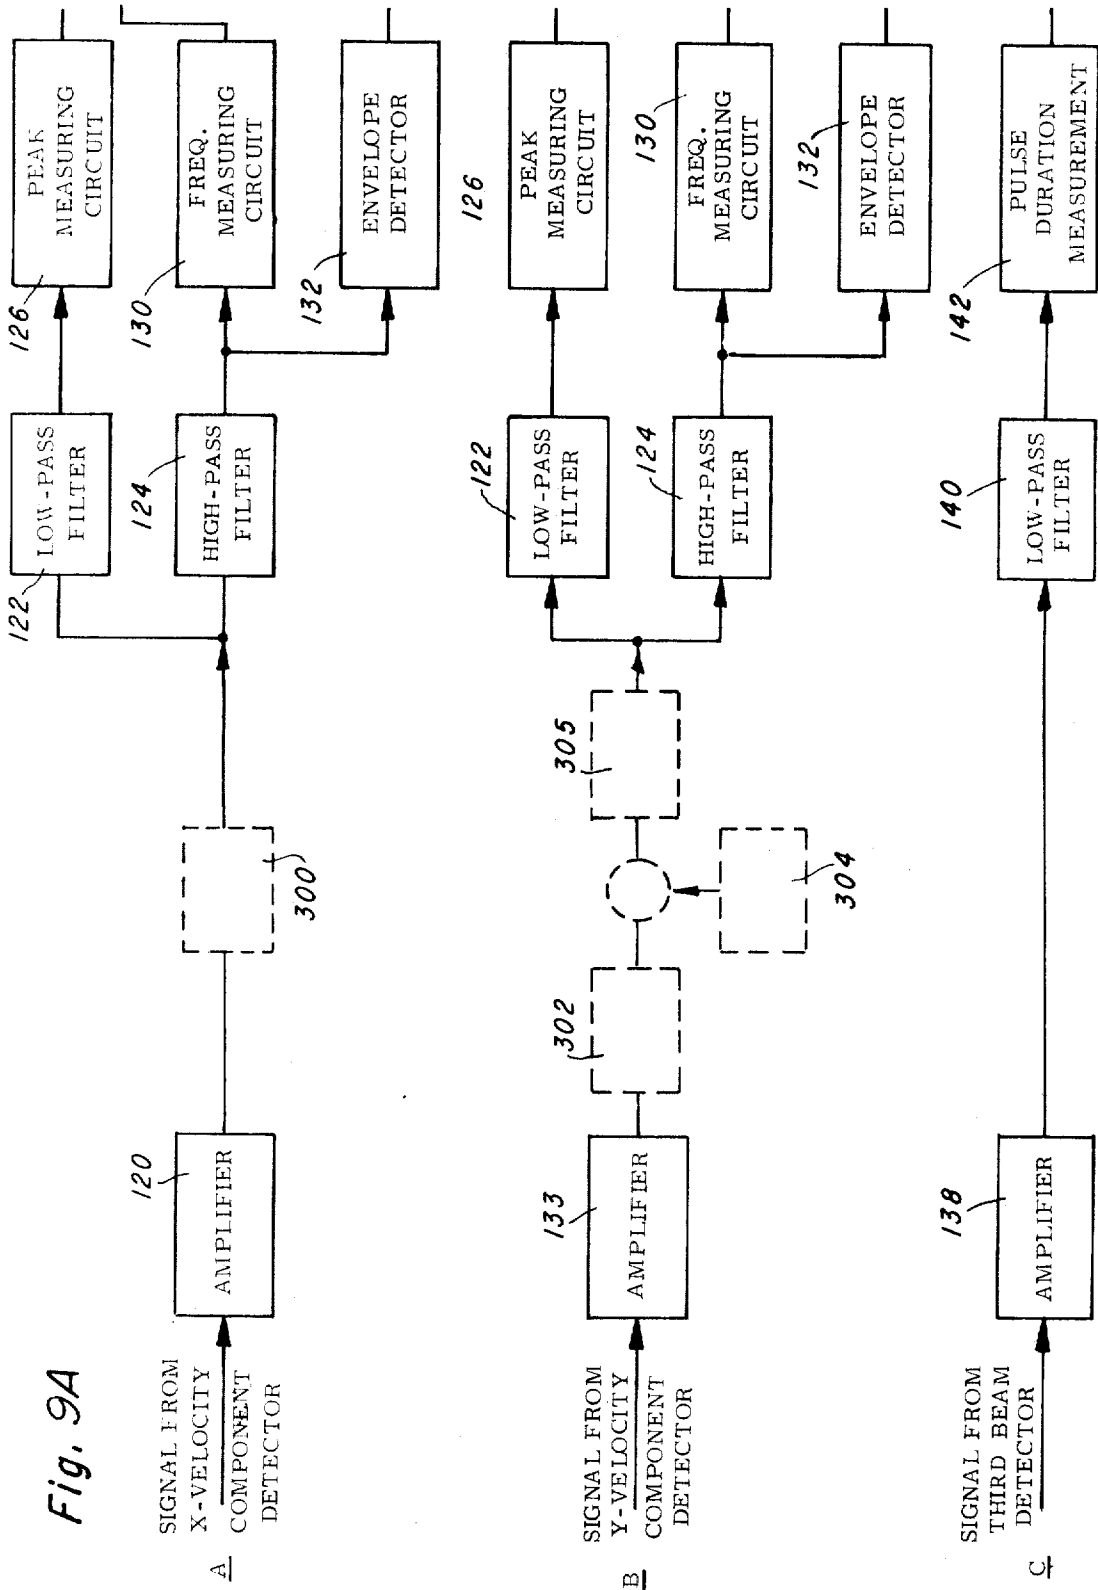 Fig. 9A
SIGNAL FROM
X-VELOCITY
COMPONENT
DETECTOR
A
120
AMPLIFIER
300
122
LOW-PASS
FILTER
124
HIGH-PASS
FILTER
126
PEAK
MEASURING
CIRCUIT
130
FREQ.
MEASURING
CIRCUIT
132
ENVELOPE
DETECTOR
SIGNAL FROM
Y-VELOCITY
COMPONENT
DETECTOR
B
133
AMPLIFIER
302
304
305
122
LOW-PASS
FILTER
124
HIGH-PASS
FILTER
126
PEAK
MEASURING
CIRCUIT
130
FREQ.
MEASURING
CIRCUIT
132
ENVELOPE
DETECTOR
SIGNAL FROM
THIRD BEAM
DETECTOR
C
138
AMPLIFIER
140
LOW-PASS
FILTER
142
PULSE
DURATION
MEASUREMENT